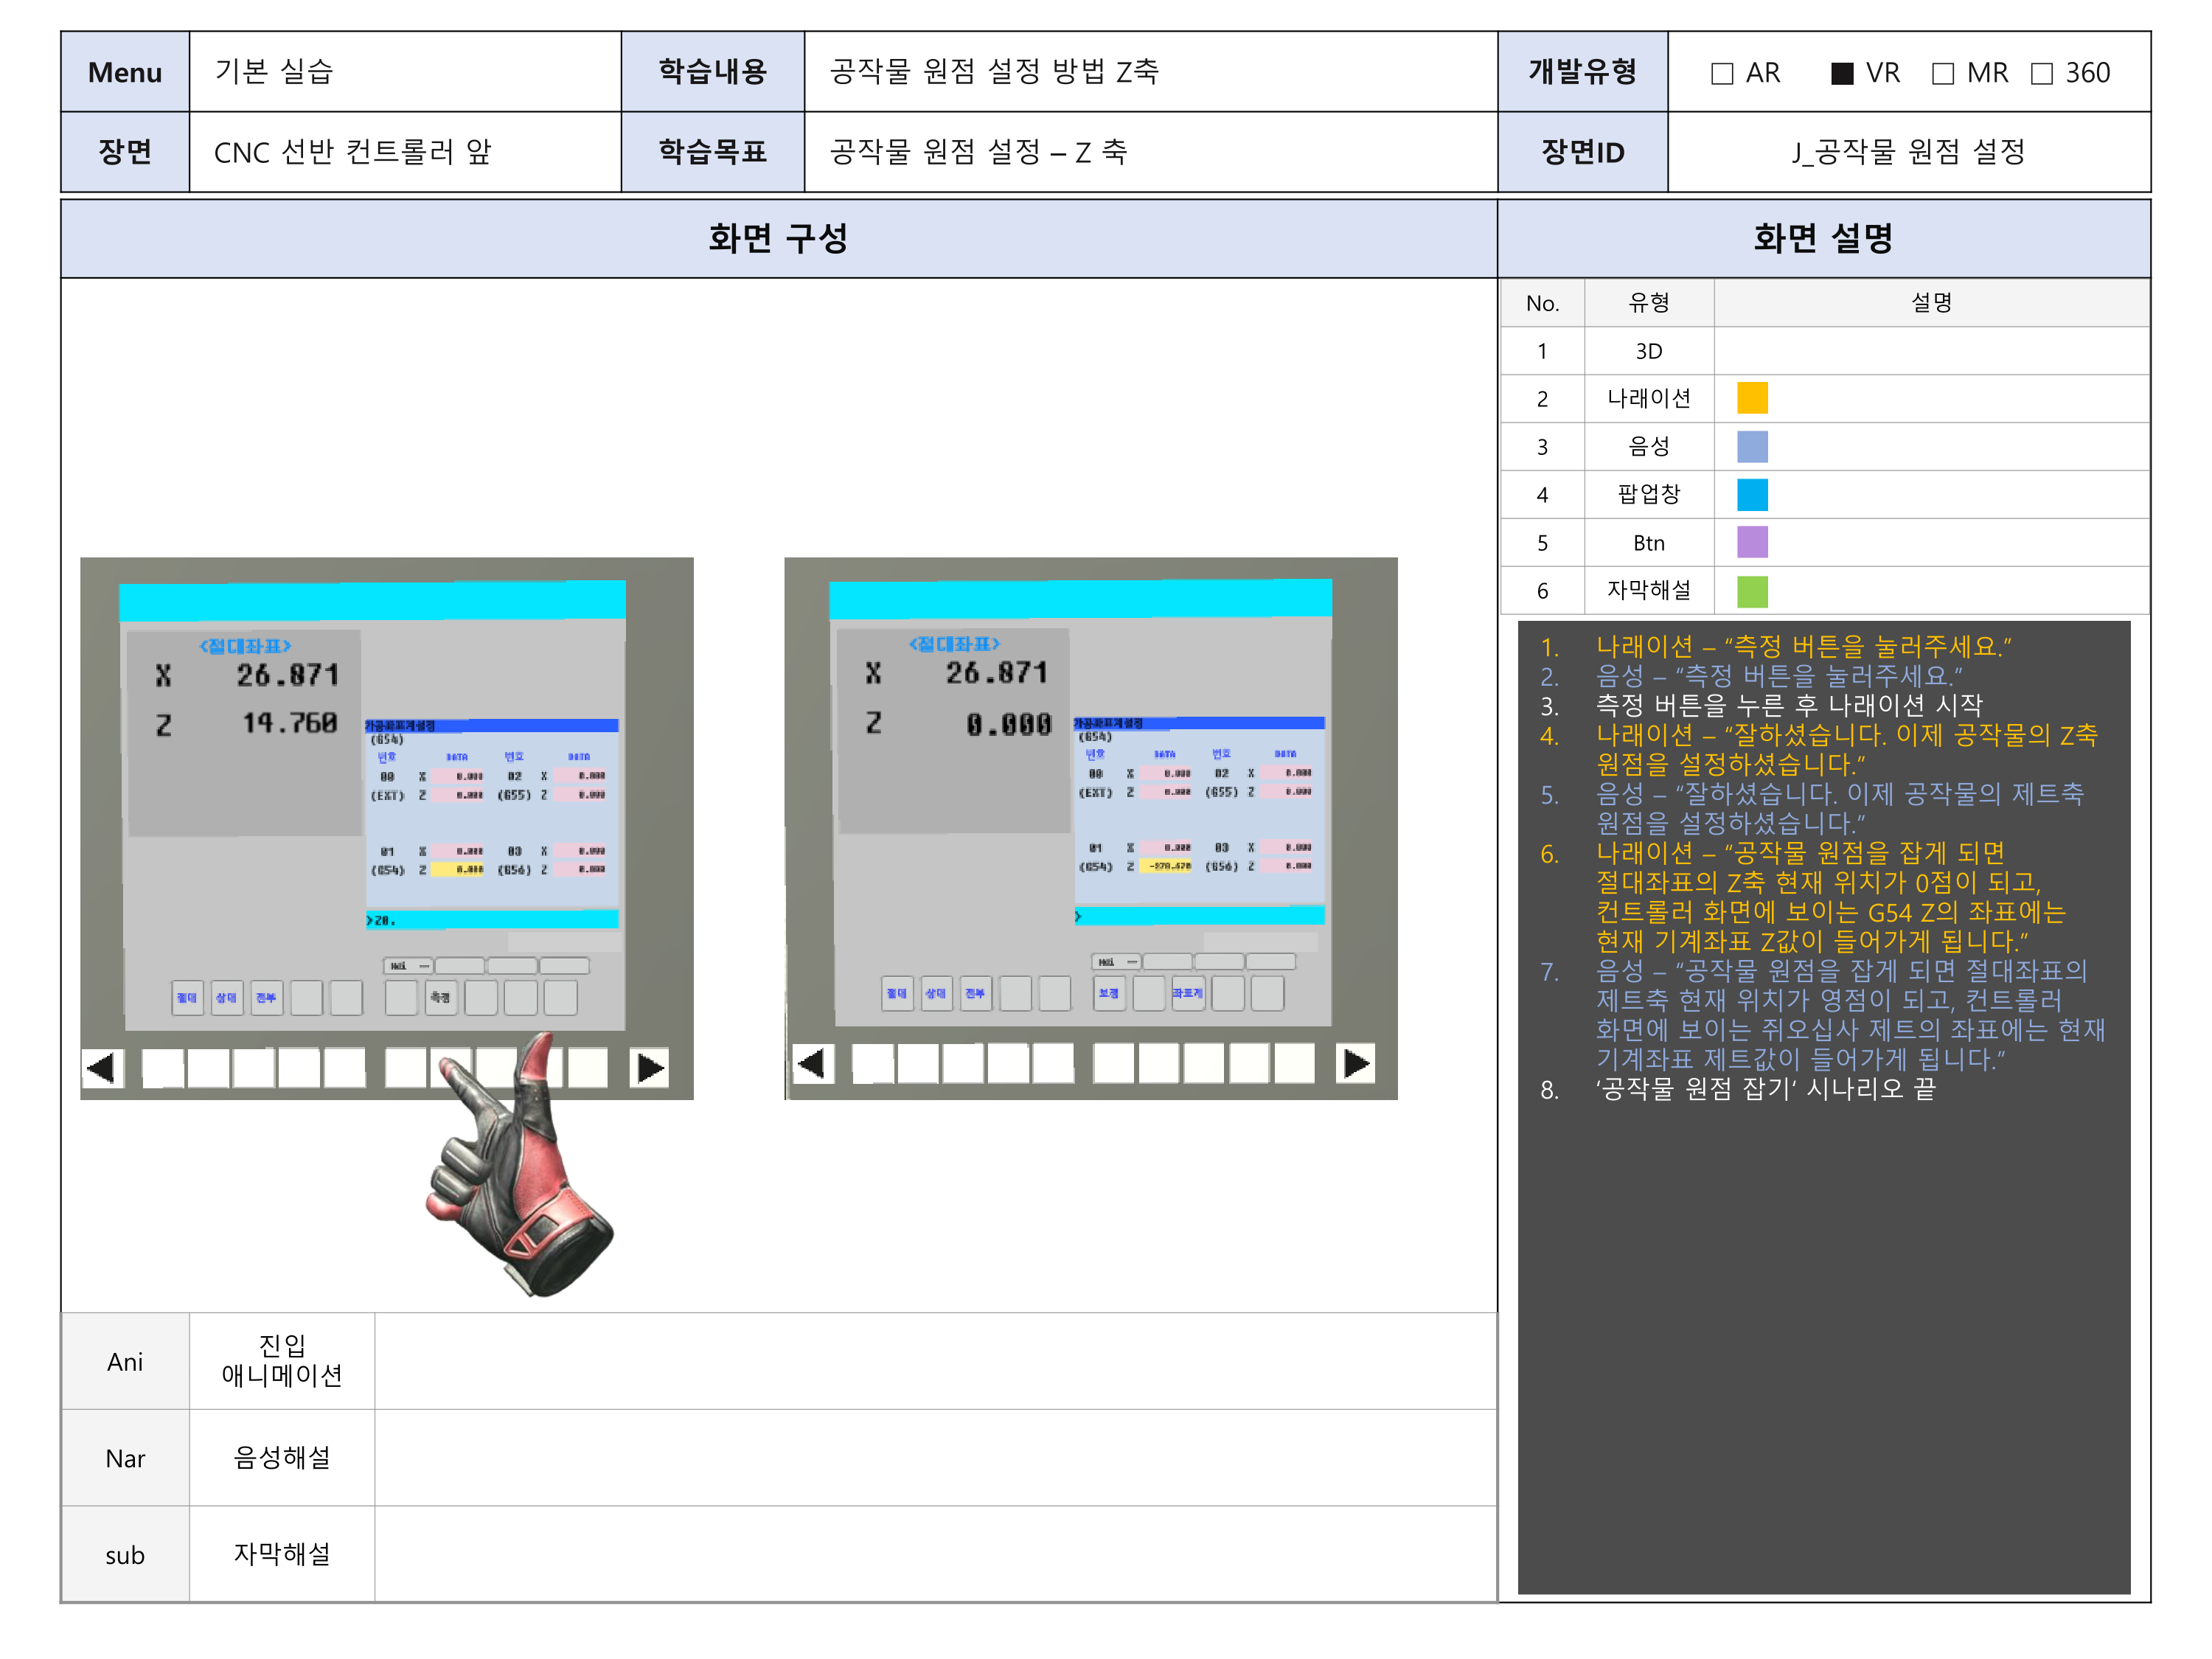 Menu 기본 실습 학습내용 공작물 원점 설정 방법 Z축 개발유형 □ AR ■ VR □ MR □ 360
장면 CNC 선반 컨트롤러 앞 학습목표 공작물 원점 설정 – Z 축 장면ID J_공작물 원점 설정
화면 구성 화면 설명
<절대좌표>
X 26.871
Z 14.760
가공좌표계설정
(G54)
번호 DATA 번호 DATA
00 X 0.000 02 X 0.000
(EXT) Z 0.000 (G55) Z 0.000
01 X 0.000 03 X 0.000
(G54) Z 0.000 (G56) Z 0.000
>Z0.
절대 상대 전부 측정
<절대좌표>
X 26.871
Z 0.000
가공좌표계설정
(G54)
번호 DATA 번호 DATA
00 X 0.000 02 X 0.000
(EXT) Z 0.000 (G55) Z 0.000
01 X 0.000 03 X 0.000
(G54) Z (G56) Z 0.000
>
절대 상대 전부 보정 좌표계
No. 유형 설명
1 3D
2 나래이션
3 음성
4 팝업창
5 Btn
6 자막해설
1. 나래이션 – “측정 버튼을 눌러주세요.”
2. 음성 – “측정 버튼을 눌러주세요.”
3. 측정 버튼을 누른 후 나래이션 시작
4. 나래이션 – “잘하셨습니다. 이제 공작물의 Z축
원점을 설정하셨습니다.”
5. 음성 – “잘하셨습니다. 이제 공작물의 제트축
원점을 설정하셨습니다.”
6. 나래이션 – “공작물 원점을 잡게 되면
절대좌표의 Z축 현재 위치가 0점이 되고,
컨트롤러 화면에 보이는 G54 Z의 좌표에는
현재 기계좌표 Z값이 들어가게 됩니다.”
7. 음성 – “공작물 원점을 잡게 되면 절대좌표의
제트축 현재 위치가 영점이 되고, 컨트롤러
화면에 보이는 쥐오십사 제트의 좌표에는 현재
기계좌표 제트값이 들어가게 됩니다.”
8. ‘공작물 원점 잡기‘ 시나리오 끝
Ani 진입
애니메이션
Nar 음성해설
sub 자막해설